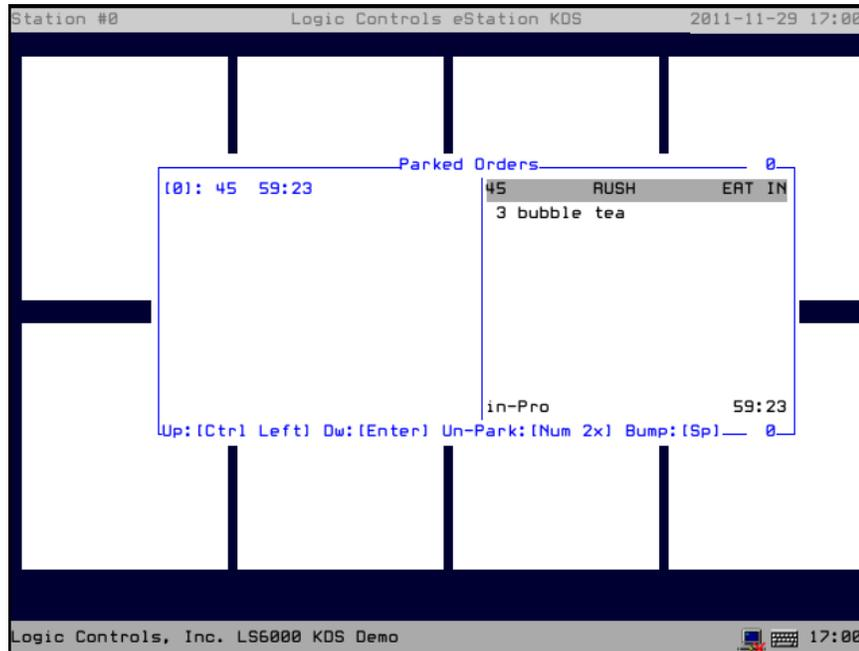 Station #0 Logic Controls eStation KDS 2011-11-29 17:00
Parked Orders 0
[0]: 45 59:23
45 RUSH EAT IN
3 bubble tea
in-Pro 59:23
Up:[Ctrl Left] Dw:[Enter] Un-Park:[Num 2x] Bump:[Sp] 0
Logic Controls, Inc. LS6000 KDS Demo 17:00